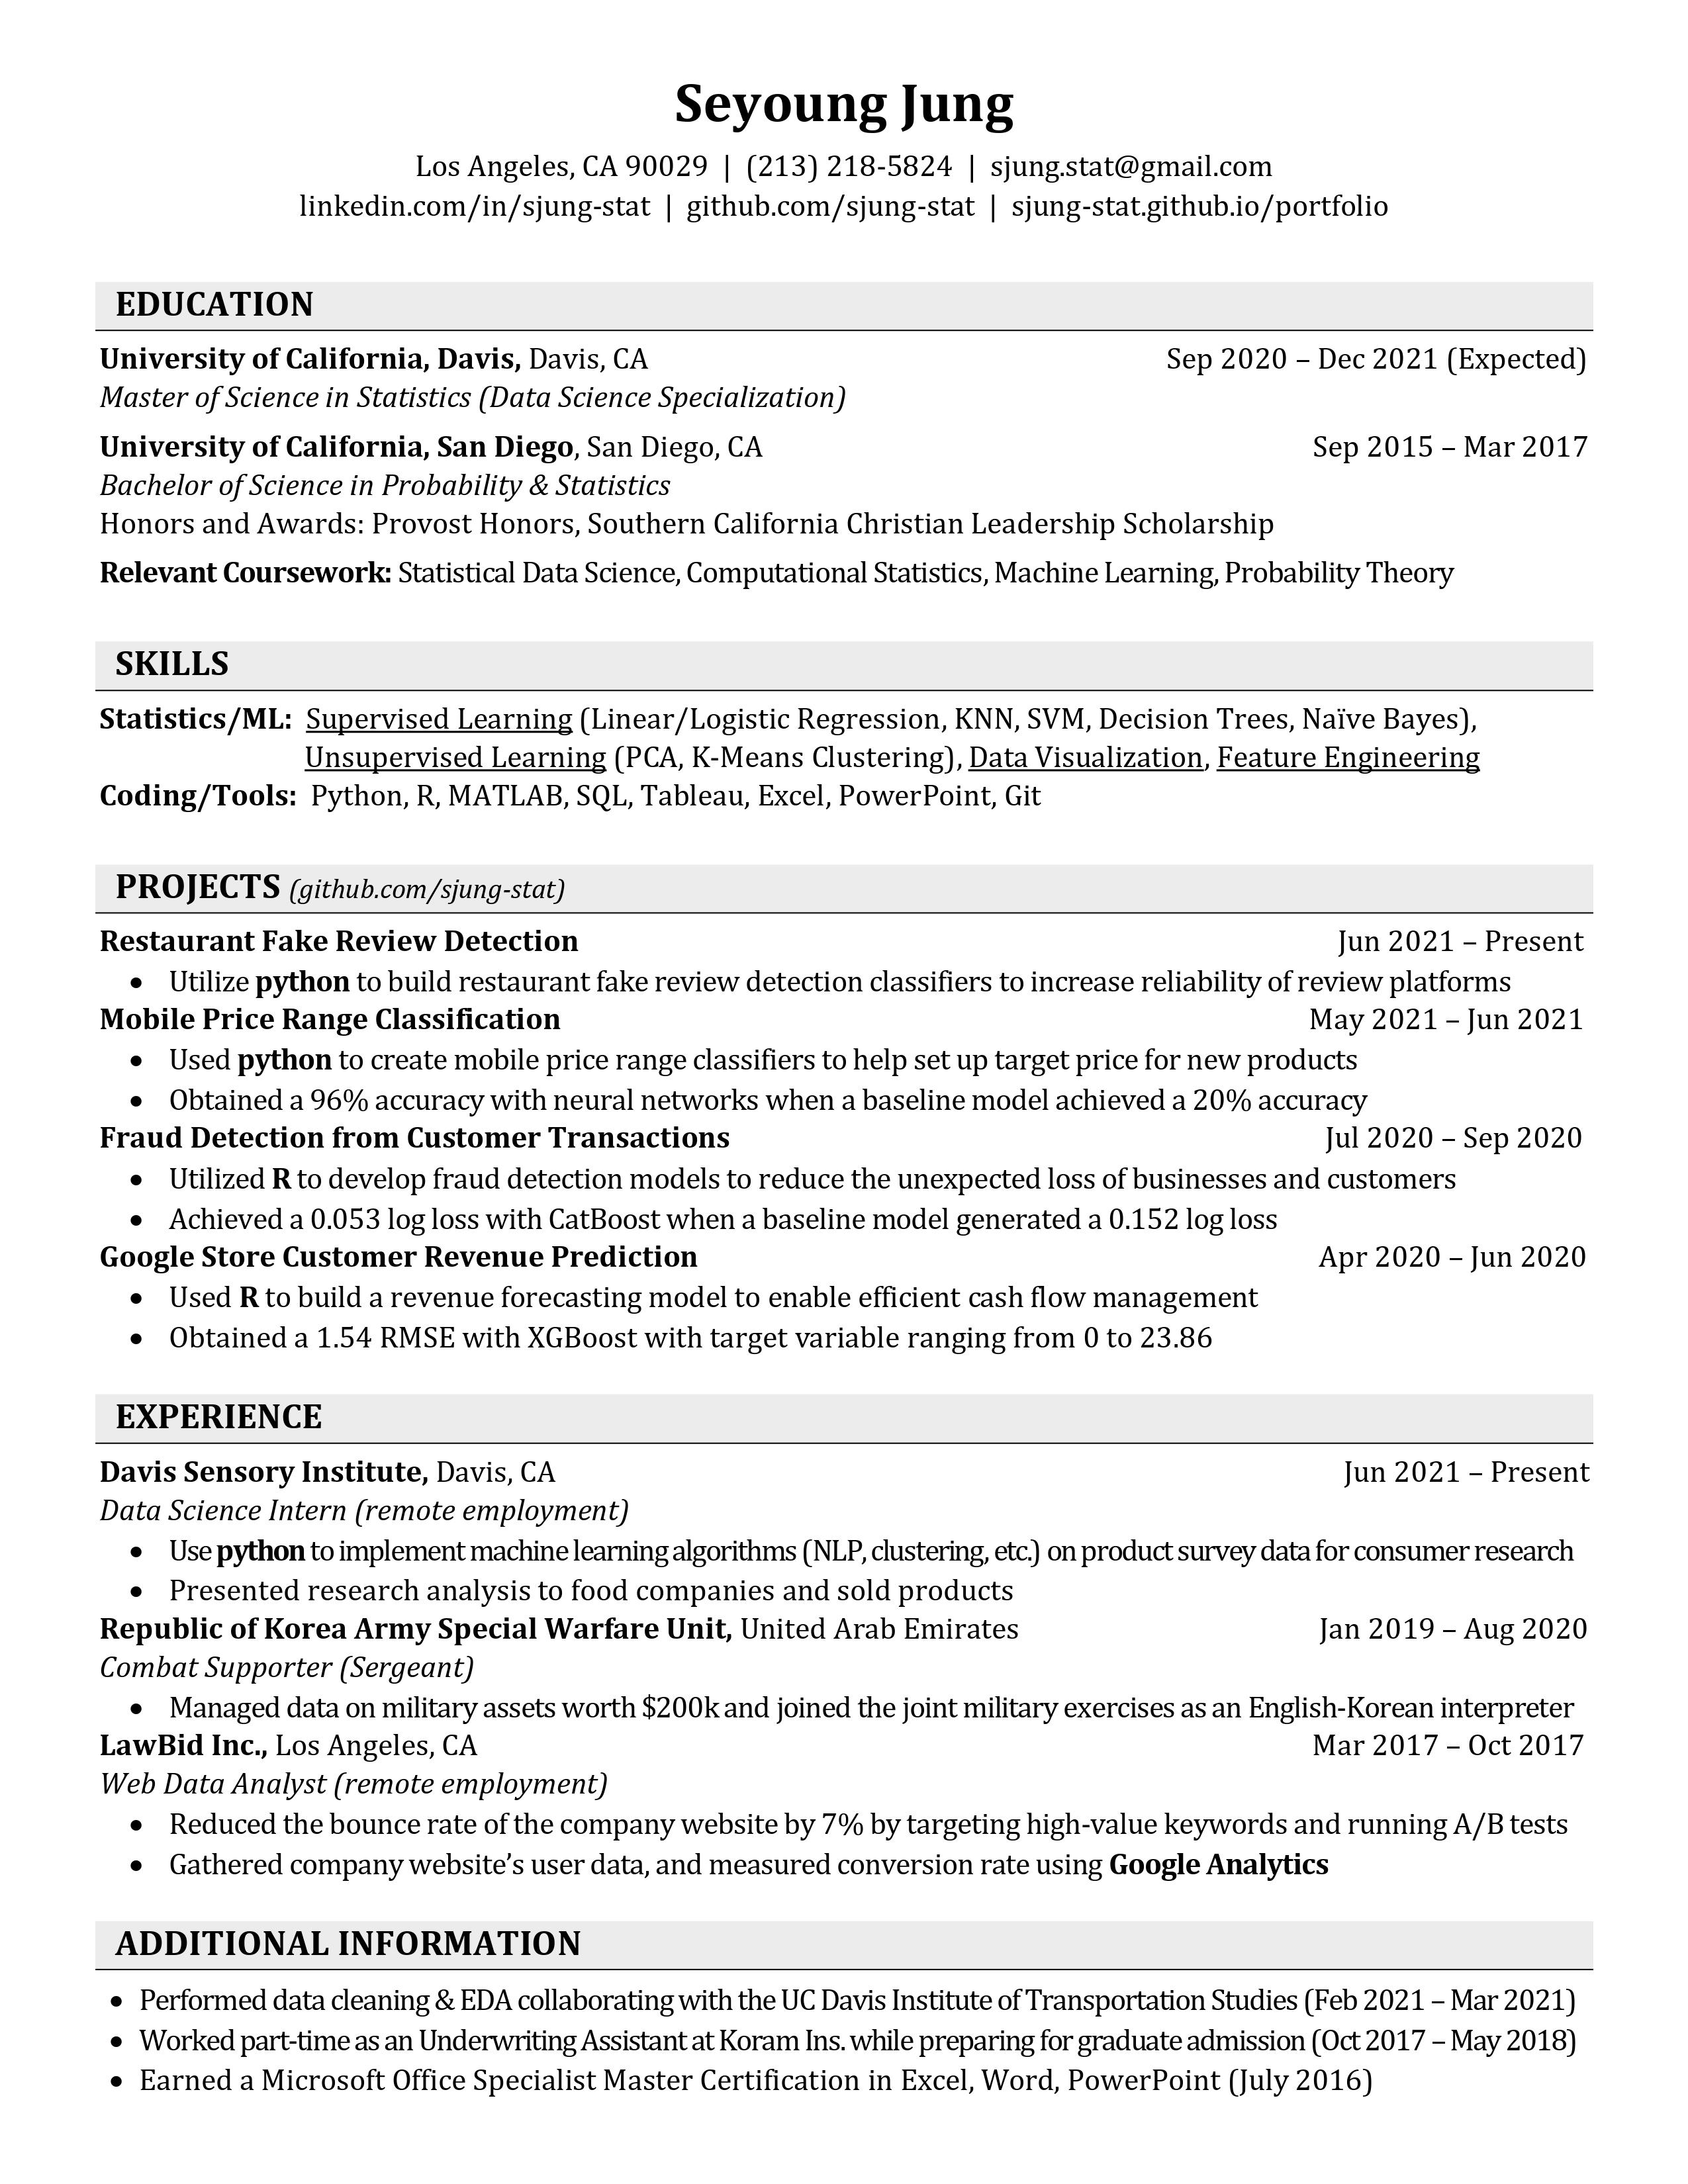 Seyoung Jung
Los Angeles, CA 90029 | (213) 218-5824 | sjung.stat@gmail.com
linkedin.com/in/sjung-stat | github.com/sjung-stat | sjung-stat.github.io/portfolio
EDUCATION
University of California, Davis, Davis, CA Sep 2020 – Dec 2021 (Expected)
Master of Science in Statistics (Data Science Specialization)
University of California, San Diego, San Diego, CA Sep 2015 – Mar 2017
Bachelor of Science in Probability & Statistics
Honors and Awards: Provost Honors, Southern California Christian Leadership Scholarship
Relevant Coursework: Statistical Data Science, Computational Statistics, Machine Learning, Probability Theory
SKILLS
Statistics/ML: Supervised Learning (Linear/Logistic Regression, KNN, SVM, Decision Trees, Naïve Bayes),
Unsupervised Learning (PCA, K-Means Clustering), Data Visualization, Feature Engineering
Coding/Tools: Python, R, MATLAB, SQL, Tableau, Excel, PowerPoint, Git
PROJECTS (github.com/sjung-stat)
Restaurant Fake Review Detection Jun 2021 – Present
• Utilize python to build restaurant fake review detection classifiers to increase reliability of review platforms
Mobile Price Range Classification May 2021 – Jun 2021
• Used python to create mobile price range classifiers to help set up target price for new products
• Obtained a 96% accuracy with neural networks when a baseline model achieved a 20% accuracy
Fraud Detection from Customer Transactions Jul 2020 – Sep 2020
• Utilized R to develop fraud detection models to reduce the unexpected loss of businesses and customers
• Achieved a 0.053 log loss with CatBoost when a baseline model generated a 0.152 log loss
Google Store Customer Revenue Prediction Apr 2020 – Jun 2020
• Used R to build a revenue forecasting model to enable efficient cash flow management
• Obtained a 1.54 RMSE with XGBoost with target variable ranging from 0 to 23.86
EXPERIENCE
Davis Sensory Institute, Davis, CA Jun 2021 – Present
Data Science Intern (remote employment)
• Use python to implement machine learning algorithms (NLP, clustering, etc.) on product survey data for consumer research
• Presented research analysis to food companies and sold products
Republic of Korea Army Special Warfare Unit, United Arab Emirates Jan 2019 – Aug 2020
Combat Supporter (Sergeant)
• Managed data on military assets worth $200k and joined the joint military exercises as an English-Korean interpreter
LawBid Inc., Los Angeles, CA Mar 2017 – Oct 2017
Web Data Analyst (remote employment)
• Reduced the bounce rate of the company website by 7% by targeting high-value keywords and running A/B tests
• Gathered company website’s user data, and measured conversion rate using Google Analytics
ADDITIONAL INFORMATION
• Performed data cleaning & EDA collaborating with the UC Davis Institute of Transportation Studies (Feb 2021 – Mar 2021)
• Worked part-time as an Underwriting Assistant at Koram Ins. while preparing for graduate admission (Oct 2017 – May 2018)
• Earned a Microsoft Office Specialist Master Certification in Excel, Word, PowerPoint (July 2016)